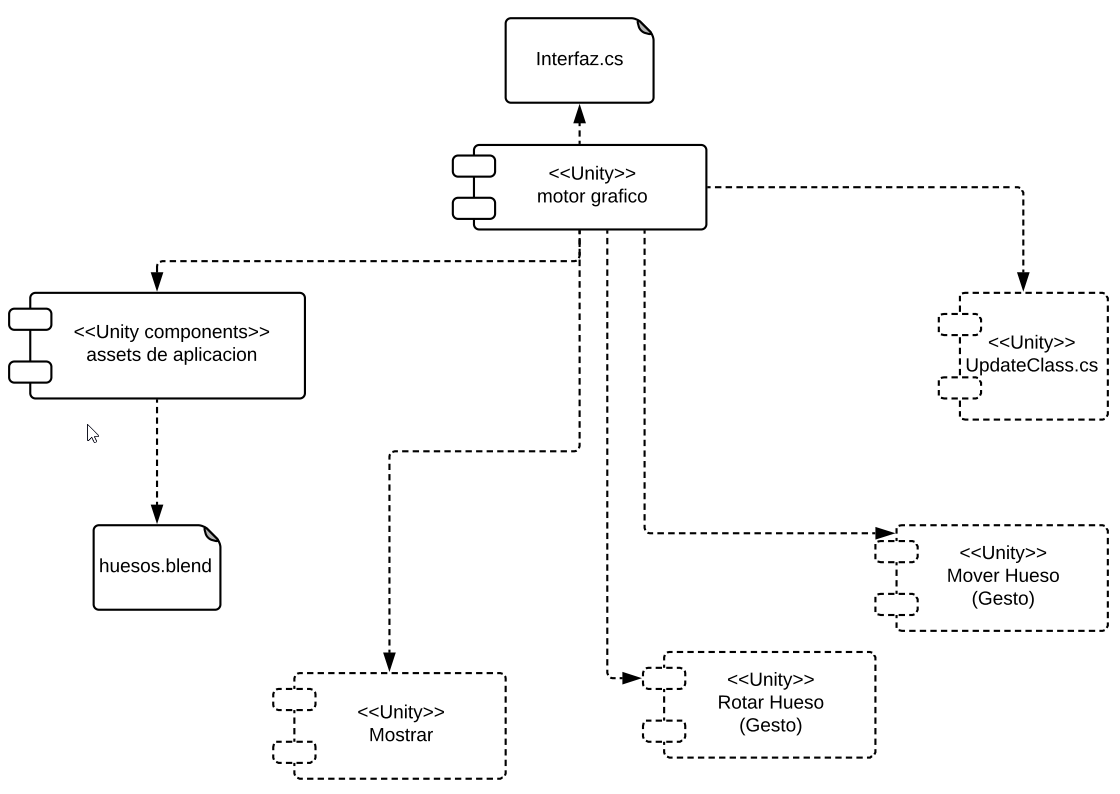 Interfaz.cs
<<Unity>>
motor grafico
<<Unity components>>
assets de aplicacion
<<Unity>>
UpdateClass.cs
huesos.blend
<<Unity>>
Mover Hueso
(Gesto)
<<Unity>>
Rotar Hueso
(Gesto)
<<Unity>>
Mostrar